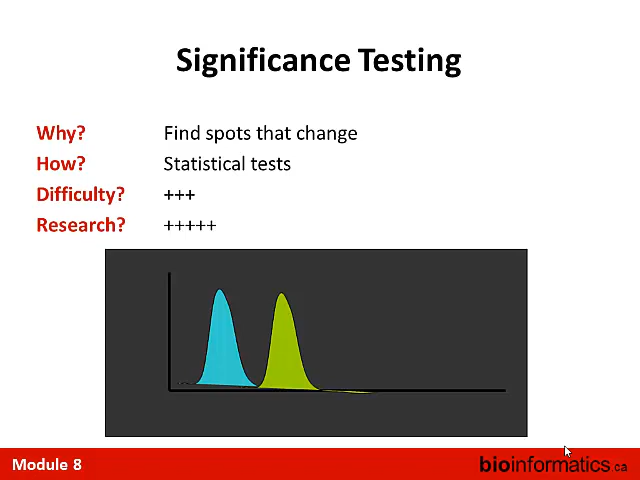 Significance Testing
Why? Find spots that change
How? Statistical tests
Difficulty? +++
Research? +++++
Module 8
bioinformatics.ca